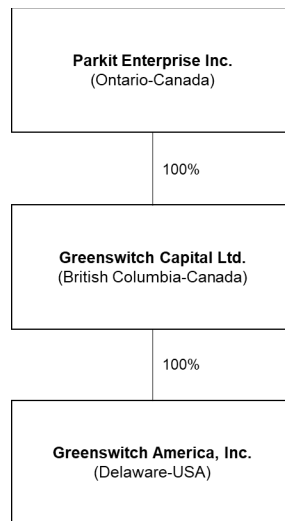 Parkit Enterprise Inc.
(Ontario-Canada)
100%
Greenswitch Capital Ltd.
(British Columbia-Canada)
100%
Greenswitch America, Inc.
(Delaware-USA)